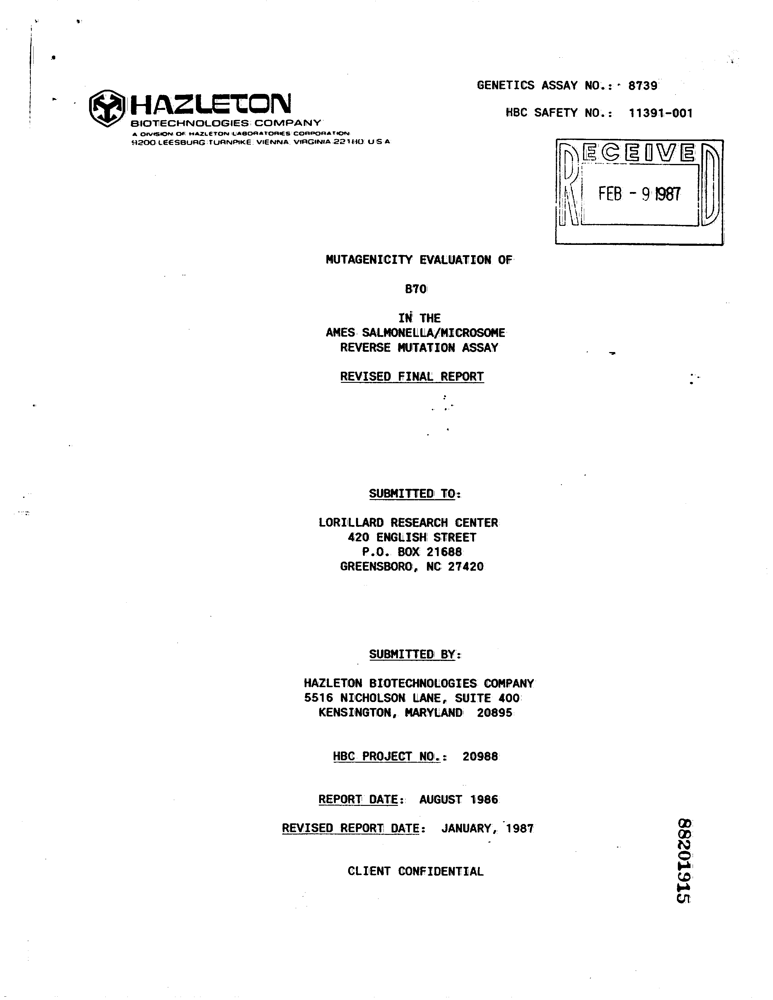 GENETICS ASSAY NO.: 8739
HAZLETON
HBC SAFETY NO.: 11391-001
BIOTECHNOLOGIES COMPANY
A DIVISION OF HAZLETON LABORATORIES CORPORATION
9200 LEESBURG TURNPIKE, VIENNA, VIRGINIA 22180 U S A
RECEIVED
FEB - 9 1987
MUTAGENICITY EVALUATION OF
B70
IN THE
AMES SALMONELLA/MICROSOME
REVERSE MUTATION ASSAY
REVISED FINAL REPORT
SUBMITTED TO:
LORILLARD RESEARCH CENTER
420 ENGLISH STREET
P.O. BOX 21688
GREENSBORO, NC 27420
SUBMITTED BY:
HAZLETON BIOTECHNOLOGIES COMPANY
5516 NICHOLSON LANE, SUITE 400
KENSINGTON, MARYLAND 20895
HBC PROJECT NO.: 20988
REPORT DATE: AUGUST 1986
REVISED REPORT DATE: JANUARY, 1987
CLIENT CONFIDENTIAL
88201915